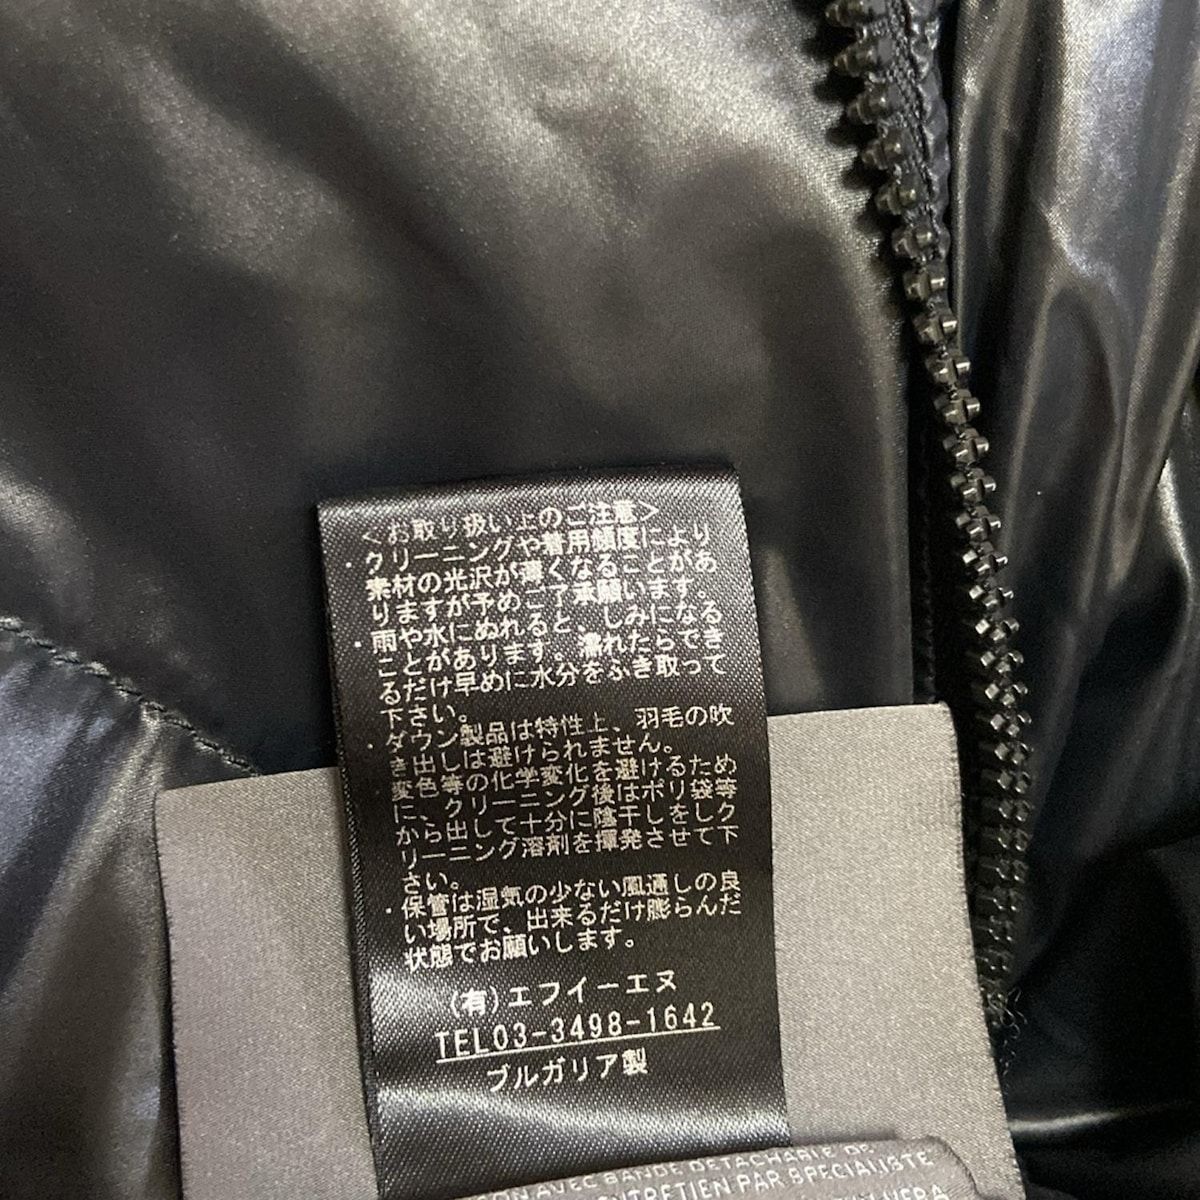 <お取り扱い上のご注意>
・クリーニングや着用頻度により
素材の光沢が薄くなることがあ
りますが予めご了承願います。
・雨や水にぬれると、しみになる
ことがあります。濡れたらでき
るだけ早めに水分をふき取って
下さい。
・ダウン製品は特性上、羽毛の吹
き出しは避けられません。
変色等の化学変化を避けるため
に、クリーニング後はポリ袋等
から出して十分に陰干しをしク
リーニング溶剤を揮発させて下
さい。
・保管は湿気の少ない風通しの良
い場所で、出来るだけ膨らんだ
状態でお願いします。
(有)エフイーエヌ
TEL03-3498-1642
ブルガリア製
AVEC BANDE DETACHABLE DE
ENTRETIEN PAR SPECIALISTE